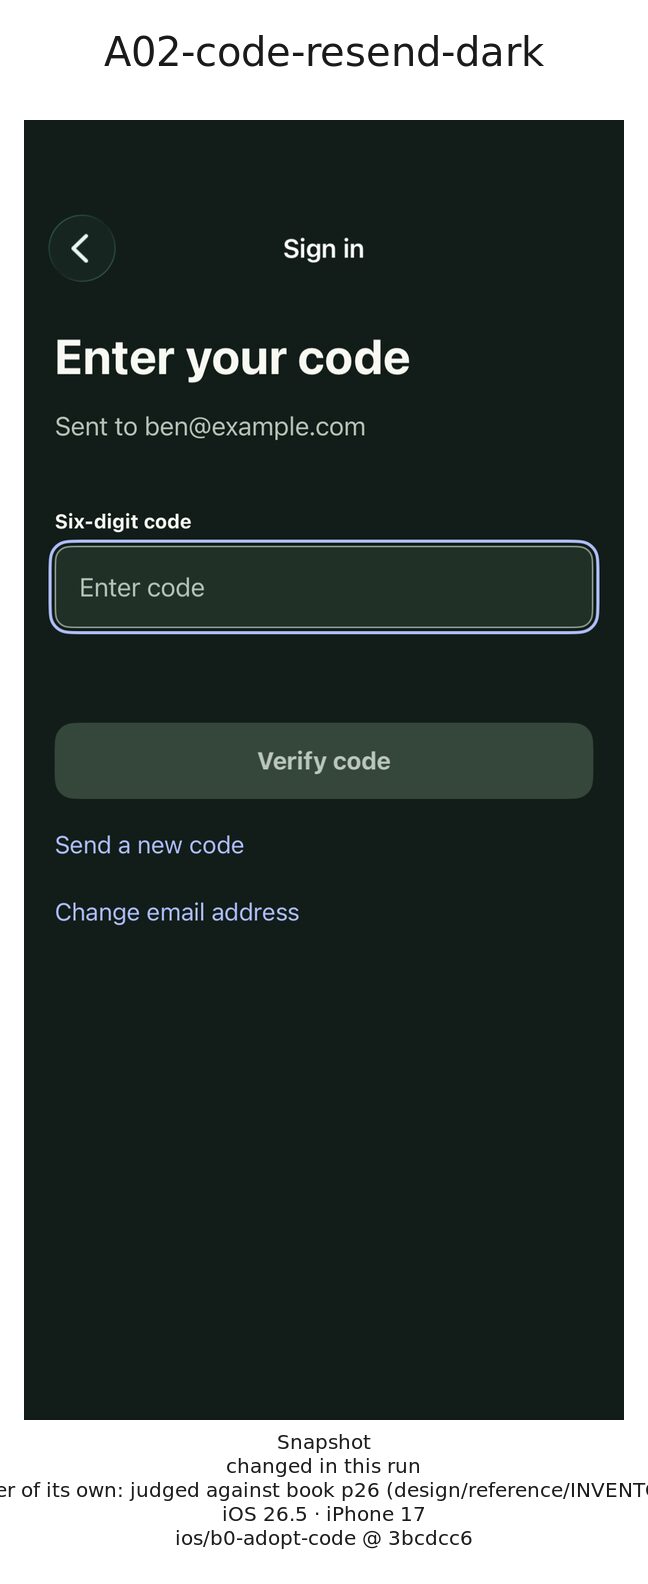 A02-code-resend-dark
Sign in
Enter your code
Sent to ben@example.com
Six-digit code
Enter code
Verify code
Send a new code
Change email address
Snapshot
changed in this run
of its own: judged against book p26 (design/reference/
iOS 26.5 · iPhone 17
ios/b0-adopt-code @ 3bcdcc6